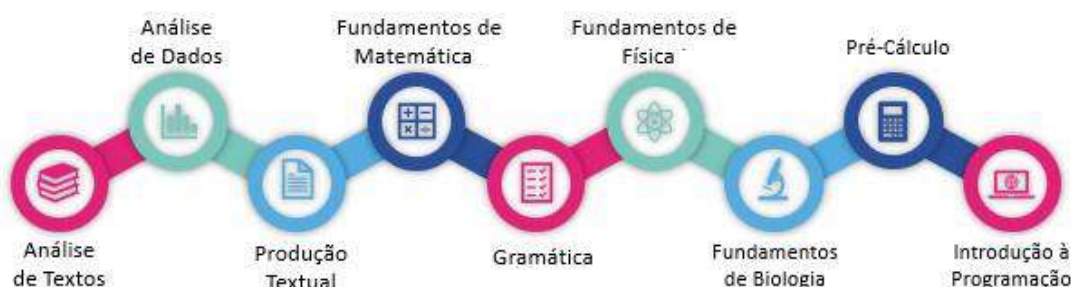 Análise
de Dados
Fundamentos de
Matemática
Fundamentos de
Física
Pré-Cálculo
Análise
de Textos
Produção
Textual
Gramática
Fundamentos
de Biologia
Introdução à
Programação